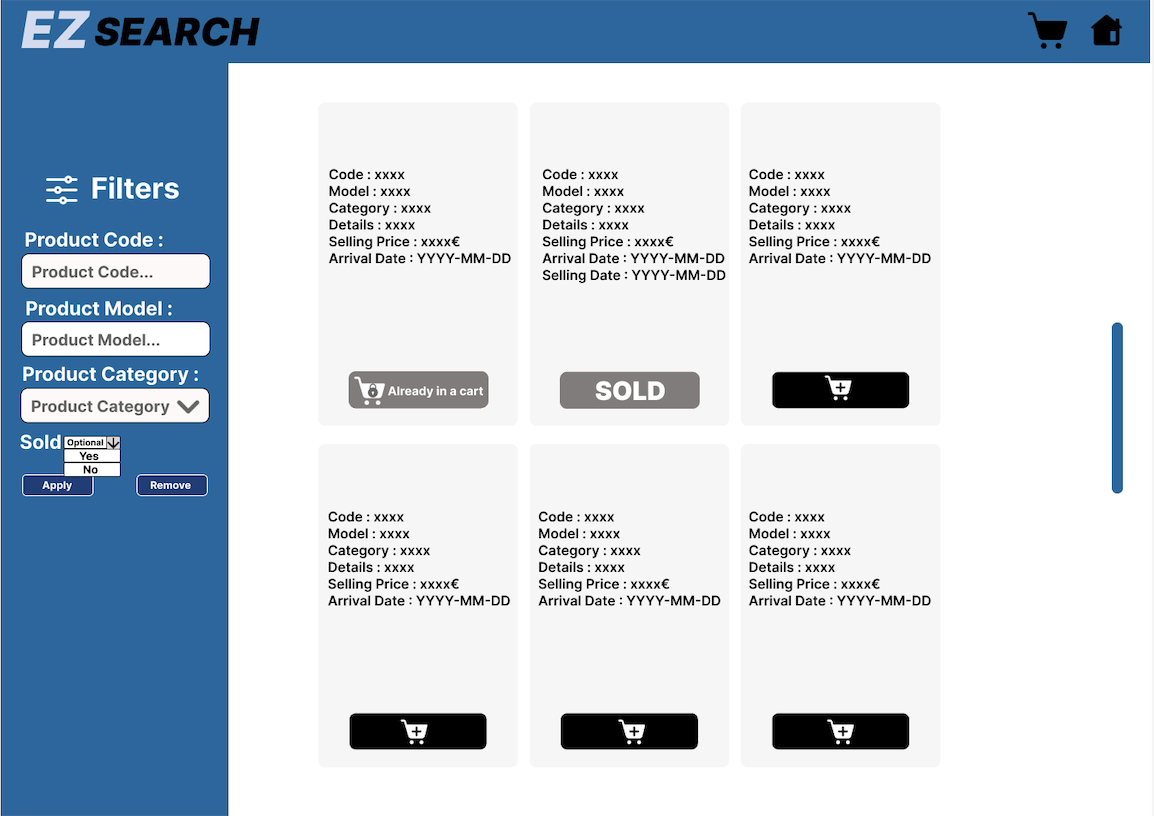 EZ SEARCH
Filters
Product Code :
Product Code...
Product Model :
Product Model...
Product Category :
Product Category
Sold Optional
Yes
No
Apply
Remove
Code : xxxx
Model : xxxx
Category : xxxx
Details : xxxx
Selling Price : xxxx€
Arrival Date : YYYY-MM-DD
Already in a cart
Code : xxxx
Model : xxxx
Category : xxxx
Details : xxxx
Selling Price : xxxx€
Arrival Date : YYYY-MM-DD
Selling Date : YYYY-MM-DD
SOLD
Code : xxxx
Model : xxxx
Category : xxxx
Details : xxxx
Selling Price : xxxx€
Arrival Date : YYYY-MM-DD
Code : xxxx
Model : xxxx
Category : xxxx
Details : xxxx
Selling Price : xxxx€
Arrival Date : YYYY-MM-DD
Code : xxxx
Model : xxxx
Category : xxxx
Details : xxxx
Selling Price : xxxx€
Arrival Date : YYYY-MM-DD
Code : xxxx
Model : xxxx
Category : xxxx
Details : xxxx
Selling Price : xxxx€
Arrival Date : YYYY-MM-DD